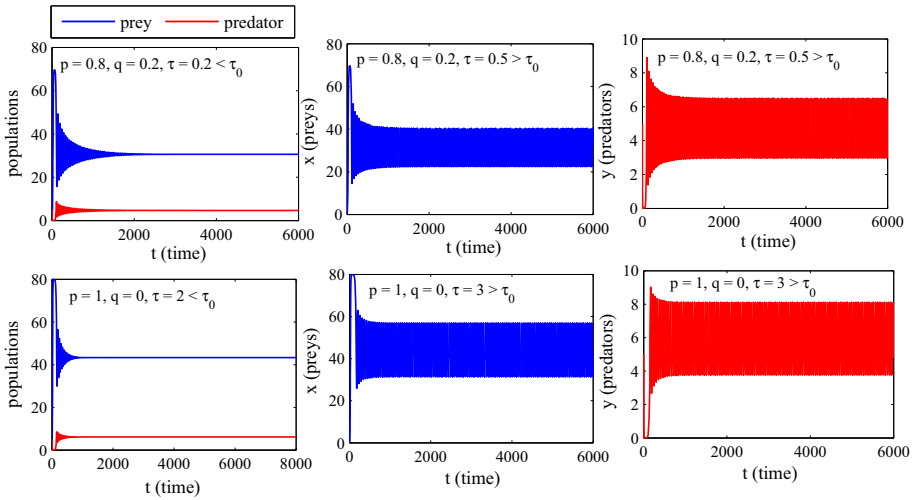 prey predator
p = 0.8, q = 0.2, τ = 0.2 < τ0
populations
80
60
40
20
0
0 2000 4000 6000
t (time)
p = 0.8, q = 0.2, τ = 0.5 > τ0
x (preys)
80
60
40
20
0
0 2000 4000 6000
t (time)
p = 0.8, q = 0.2, τ = 0.5 > τ0
y (predators)
10
8
6
4
2
0
0 2000 4000 6000
t (time)
p = 1, q = 0, τ = 2 < τ0
populations
80
60
40
20
0
0 2000 4000 6000 8000
t (time)
p = 1, q = 0, τ = 3 > τ0
x (preys)
80
60
40
20
0
0 2000 4000 6000
t (time)
p = 1, q = 0, τ = 3 > τ0
y (predators)
10
8
6
4
2
0
0 2000 4000 6000
t (time)